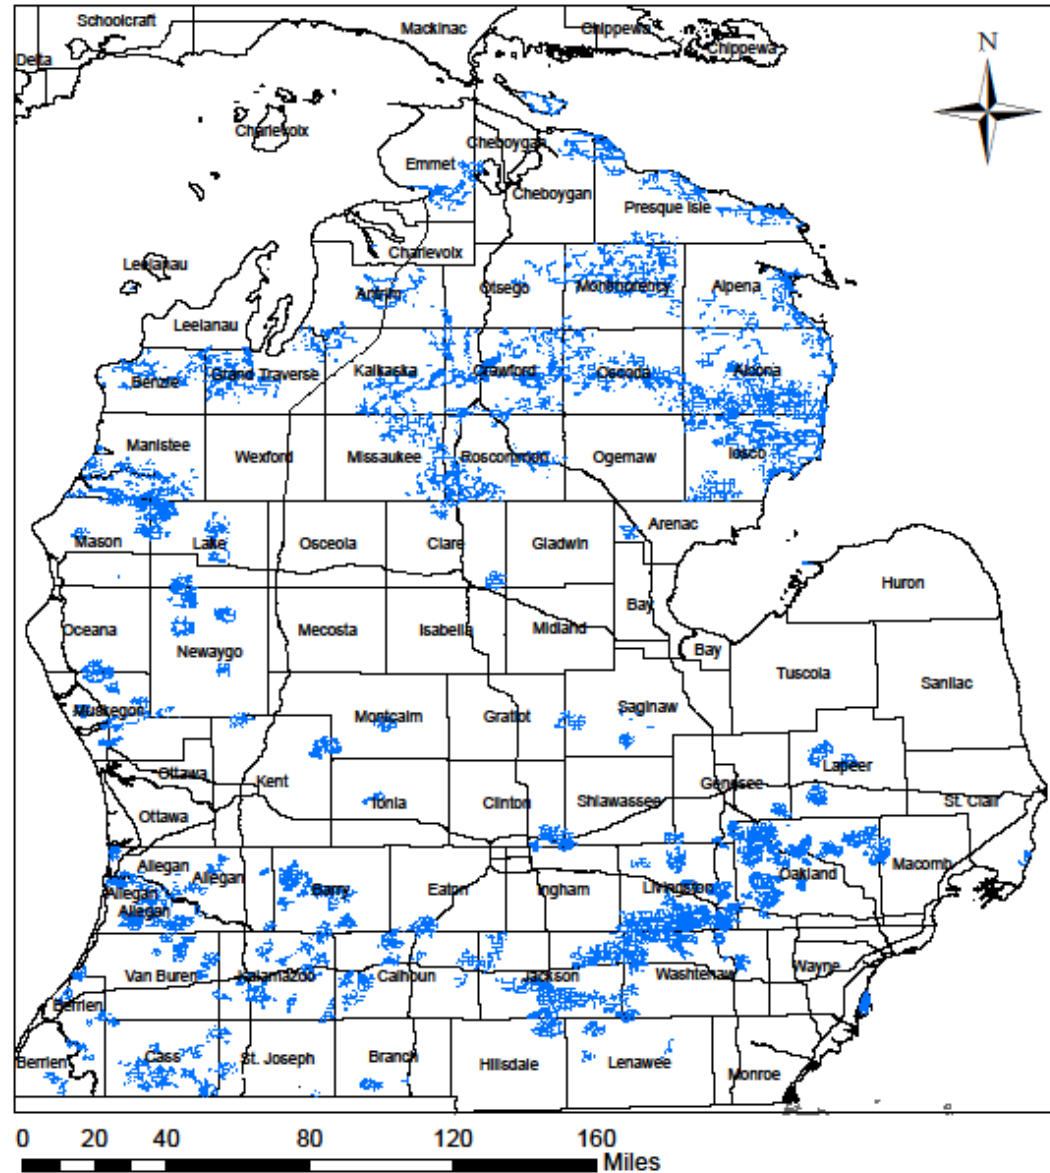 Schoolcraft
Mackinac
Chippewa
Chippewa
Delta
N
Charlevoix
Cheboygan
Emmet
Cheboygan
Presque Isle
Charlevoix
Leelanau
Antrim
Otsego
Montmorency
Alpena
Leelanau
Benzie
Grand Traverse
Kalkaska
Crawford
Oscoda
Alcona
Manistee
Wexford
Missaukee
Roscommon
Ogemaw
Iosco
Arenac
Mason
Lake
Osceola
Clare
Gladwin
Huron
Bay
Oceana
Mecosta
Isabella
Midland
Newaygo
Bay
Tuscola
Sanilac
Muskegon
Montcalm
Gratiot
Saginaw
Ottawa
Kent
Genesee
Lapeer
Ionia
Clinton
Shiawassee
St. Clair
Ottawa
Allegan
Allegan
Macomb
Allegan
Barry
Eaton
Ingham
Livingston
Oakland
Allegan
Van Buren
Kalamazoo
Calhoun
Jackson
Washtenaw
Wayne
Berrien
Berrien
Cass
St. Joseph
Branch
Hillsdale
Lenawee
Monroe
0 20 40 80 120 160
Miles